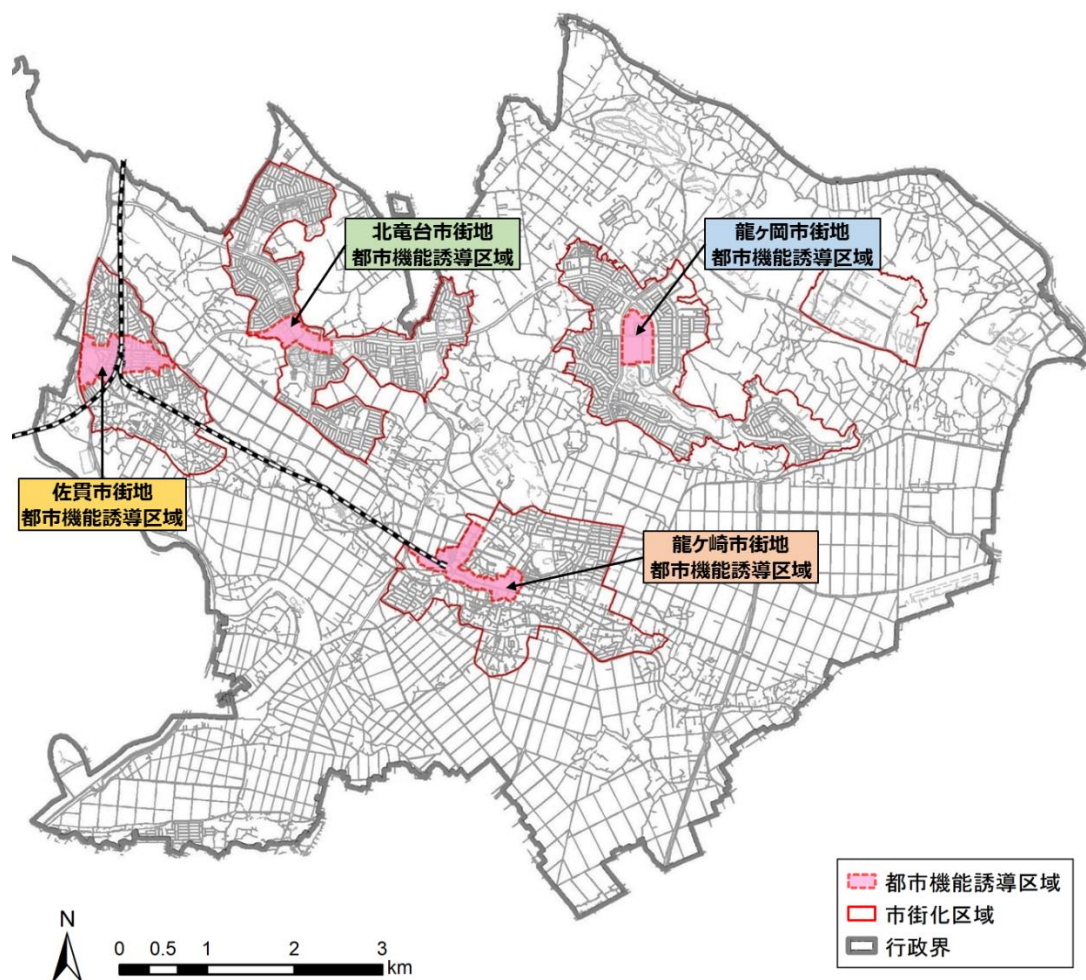 北竜台市街地
都市機能誘導区域
龍ヶ岡市街地
都市機能誘導区域
佐貫市街地
都市機能誘導区域
龍ケ崎市街地
都市機能誘導区域
都市機能誘導区域
市街化区域
行政界
N
0 0.5 1 2 3
km